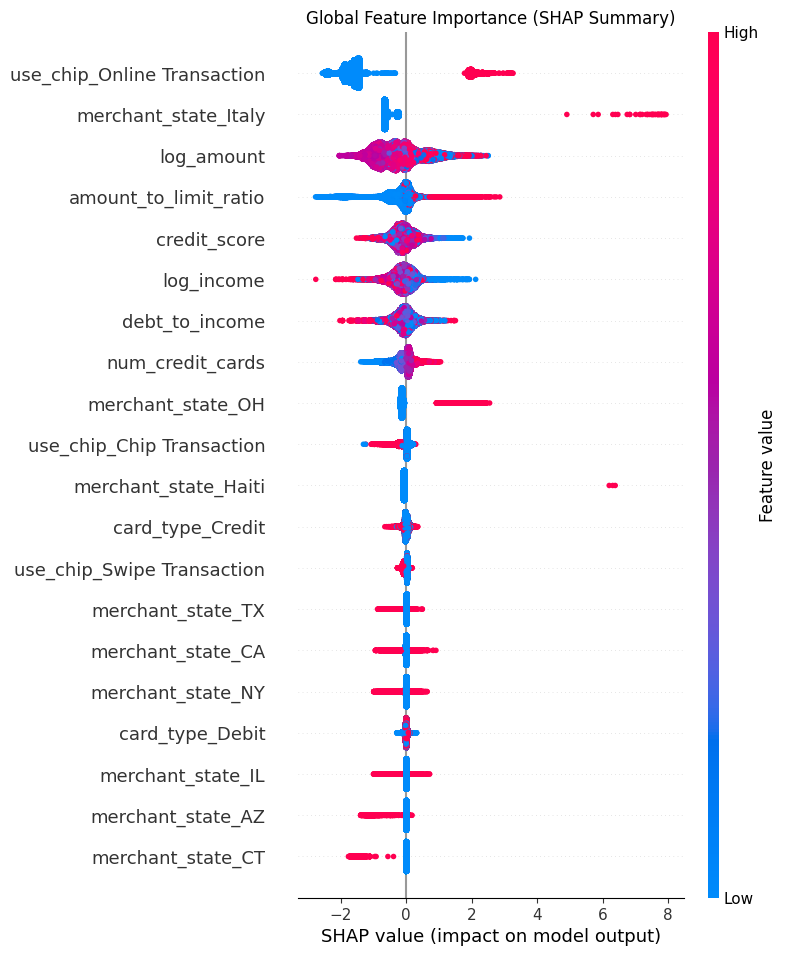 Global Feature Importance (SHAP Summary)
High
use_chip_Online Transaction
merchant_state_Italy
log_amount
amount_to_limit_ratio
credit_score
log_income
debt_to_income
num_credit_cards
merchant_state_OH
use_chip_Chip Transaction
merchant_state_Haiti
card_type_Credit
use_chip_Swipe Transaction
merchant_state_TX
merchant_state_CA
merchant_state_NY
card_type_Debit
merchant_state_IL
merchant_state_AZ
merchant_state_CT
Feature value
Low
−2 0 2 4 6 8
SHAP value (impact on model output)